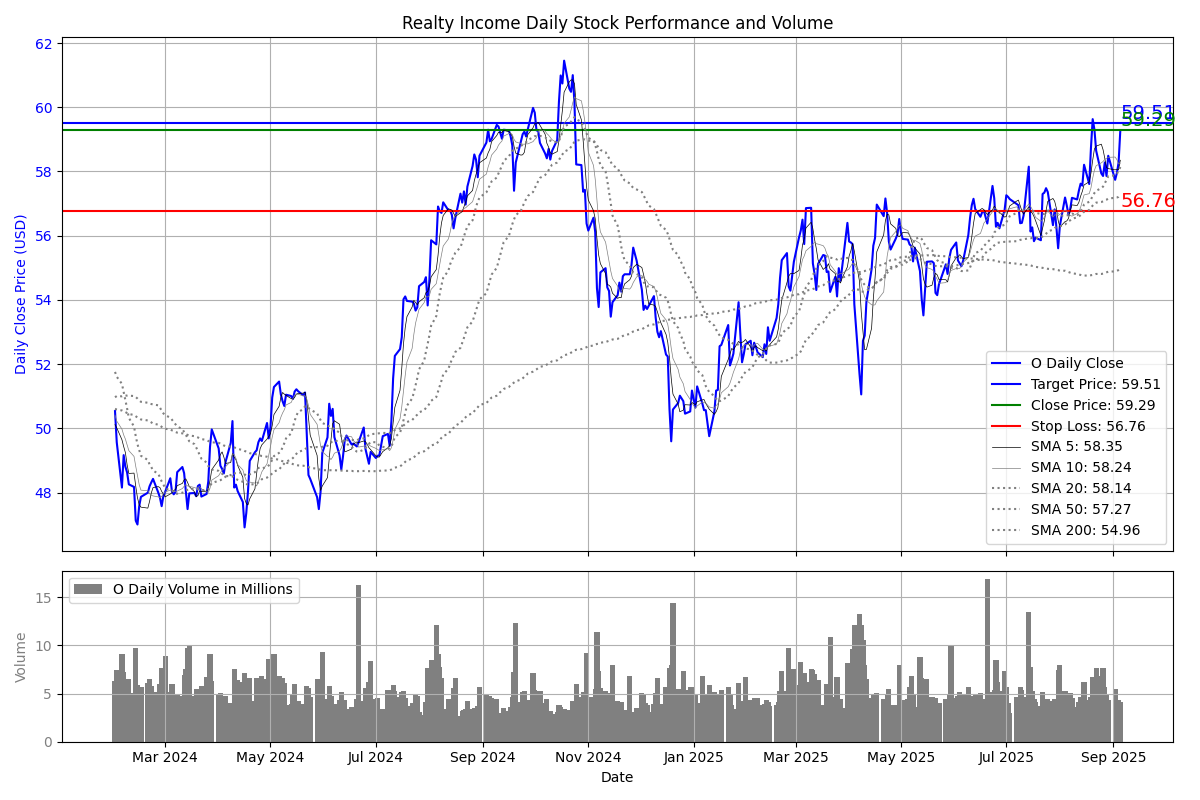 Realty Income Daily Stock Performance and Volume
Daily Close Price (USD)
62
60
58
56
54
52
50
48
59.51
59.29
56.76
O Daily Close
Target Price: 59.51
Close Price: 59.29
Stop Loss: 56.76
SMA 5: 58.35
SMA 10: 58.24
SMA 20: 58.14
SMA 50: 57.27
SMA 200: 54.96
O Daily Volume in Millions
Volume
15
10
5
0
Mar 2024 May 2024 Jul 2024 Sep 2024 Nov 2024 Jan 2025 Mar 2025 May 2025 Jul 2025 Sep 2025
Date